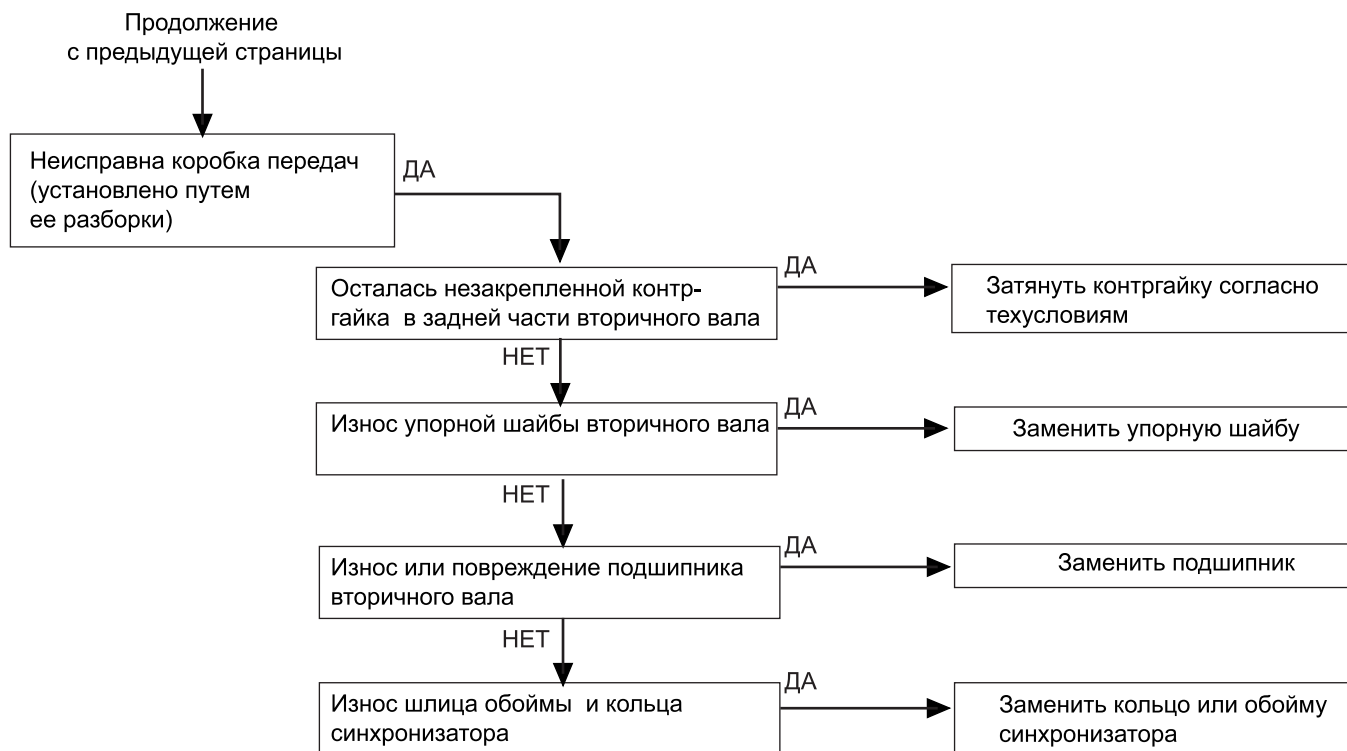 Продолжение
с предыдущей страницы
Неисправна коробка передач
(установлено путем
ее разборки)
ДА
Осталась незакрепленной контр-
гайка в задней части вторичного вала
ДА
Затянуть контргайку согласно
техусловиям
НЕТ
Износ упорной шайбы вторичного вала
ДА
Заменить упорную шайбу
НЕТ
Износ или повреждение подшипника
вторичного вала
ДА
Заменить подшипник
НЕТ
Износ шлица обоймы и кольца
синхронизатора
ДА
Заменить кольцо или обойму
синхронизатора